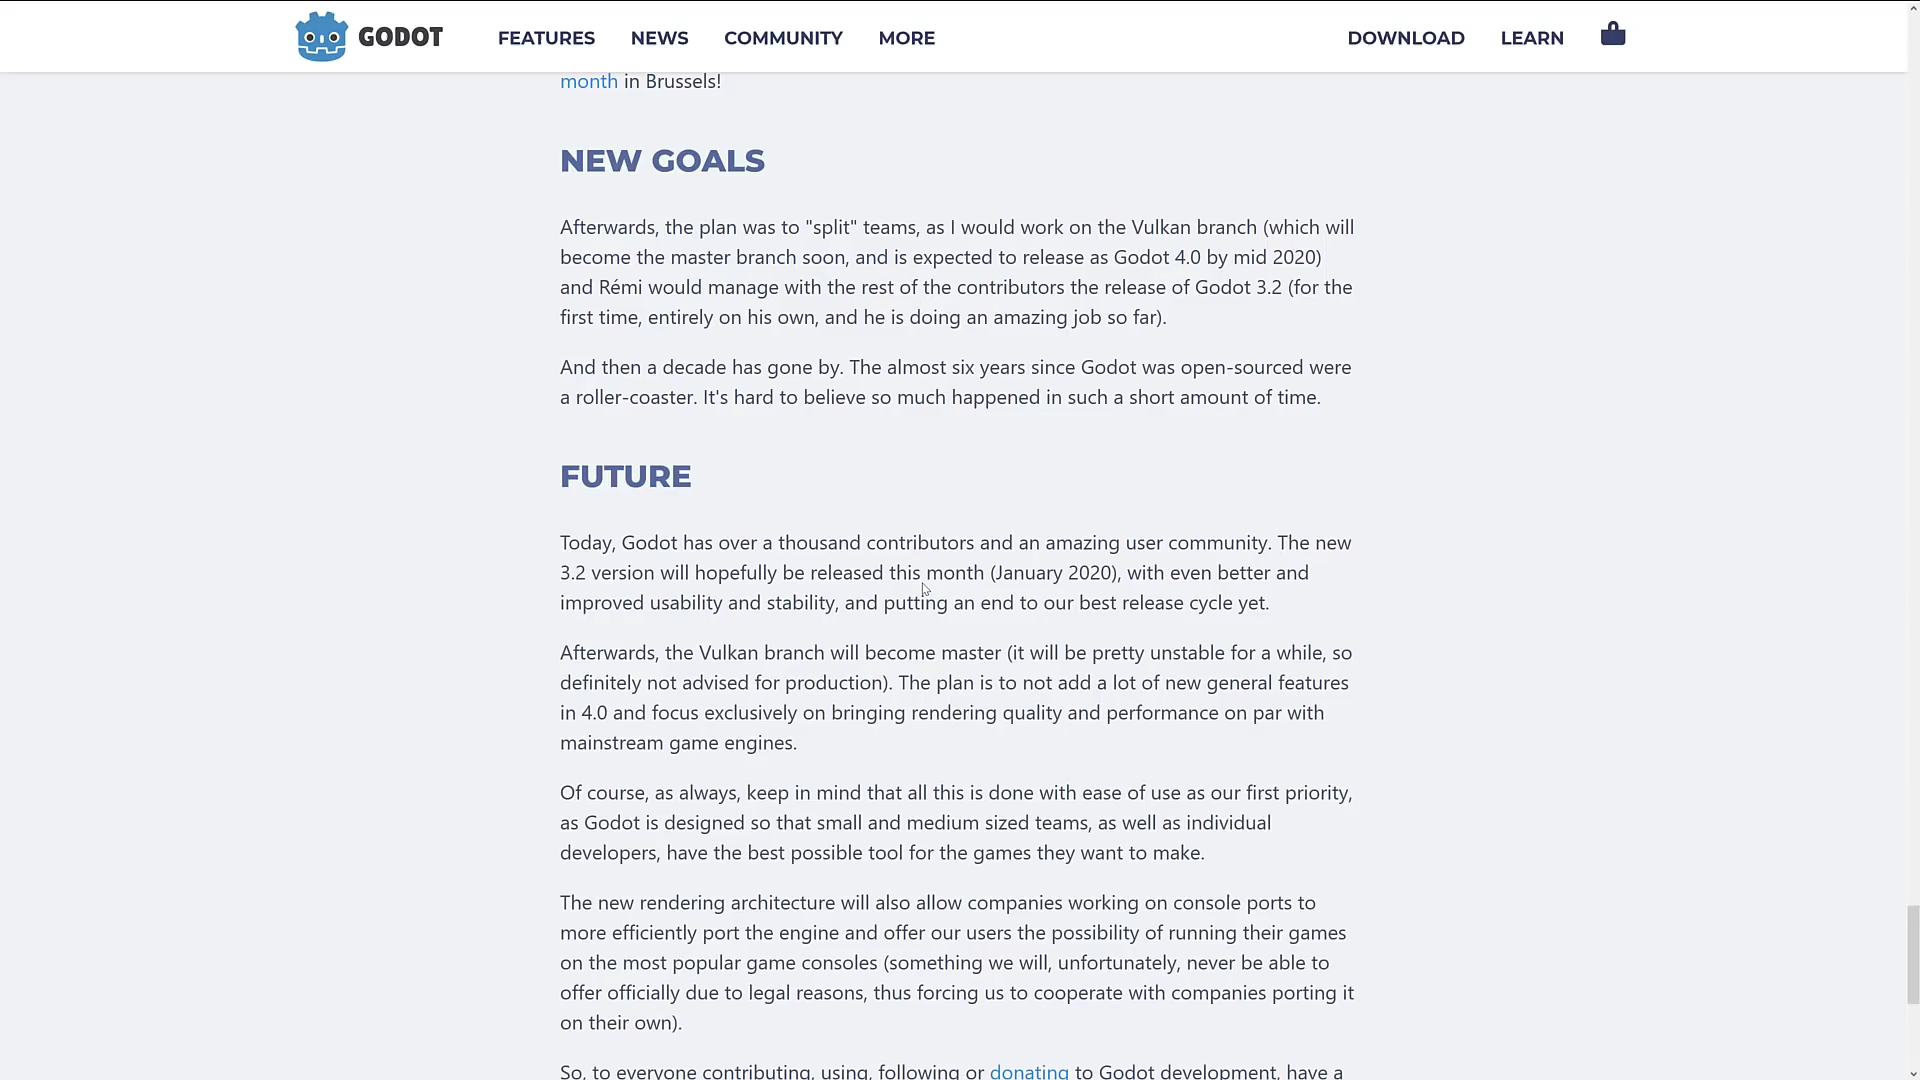 GODOT
FEATURES
NEWS
COMMUNITY
MORE
DOWNLOAD
LEARN
month in Brussels!
NEW GOALS
Afterwards, the plan was to "split" teams, as I would work on the Vulkan branch (which will
become the master branch soon, and is expected to release as Godot 4.0 by mid 2020)
and Rémi would manage with the rest of the contributors the release of Godot 3.2 (for the
first time, entirely on his own, and he is doing an amazing job so far).
And then a decade has gone by. The almost six years since Godot was open-sourced were
a roller-coaster. It's hard to believe so much happened in such a short amount of time.
FUTURE
Today, Godot has over a thousand contributors and an amazing user community. The new
3.2 version will hopefully be released this month (January 2020), with even better and
improved usability and stability, and putting an end to our best release cycle yet.
Afterwards, the Vulkan branch will become master (it will be pretty unstable for a while, so
definitely not advised for production). The plan is to not add a lot of new general features
in 4.0 and focus exclusively on bringing rendering quality and performance on par with
mainstream game engines.
Of course, as always, keep in mind that all this is done with ease of use as our first priority,
as Godot is designed so that small and medium sized teams, as well as individual
developers, have the best possible tool for the games they want to make.
The new rendering architecture will also allow companies working on console ports to
more efficiently port the engine and offer our users the possibility of running their games
on the most popular game consoles (something we will, unfortunately, never be able to
offer officially due to legal reasons, thus forcing us to cooperate with companies porting it
on their own).
So, to everyone contributing, using, following or donating to Godot development, have a